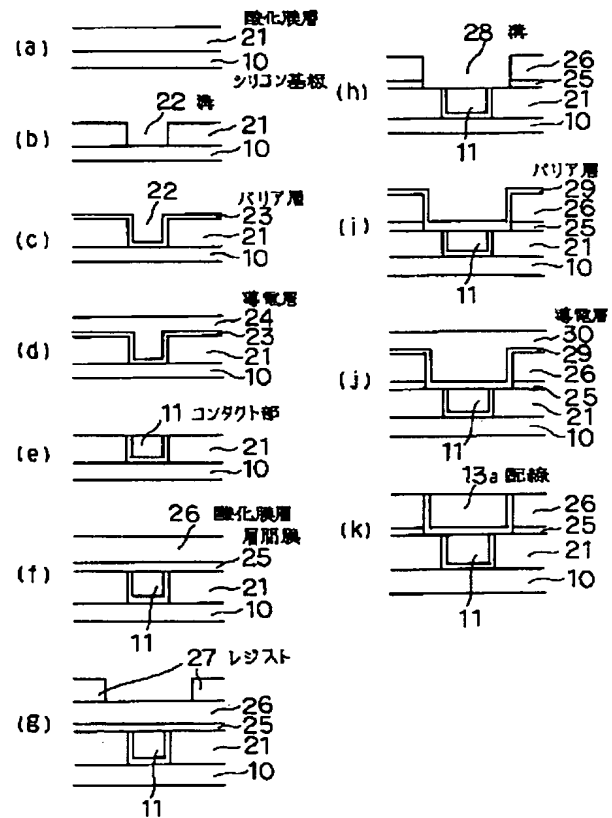 (a)
酸化膜層
21
10
シリコン基板
(b)
22 溝
21
10
(c)
22
バリア層
23
21
10
(d)
導電層
24
23
21
10
(e)
11 コンタクト部
21
10
(f)
26 酸化膜層
層間膜
25
21
10
11
(g)
27 レジスト
26
25
21
10
11
(h)
28 溝
26
25
21
10
11
(i)
バリア層
29
26
25
21
10
11
(j)
導電層
30
29
26
25
21
10
11
(k)
13a 配線
26
25
21
10
11